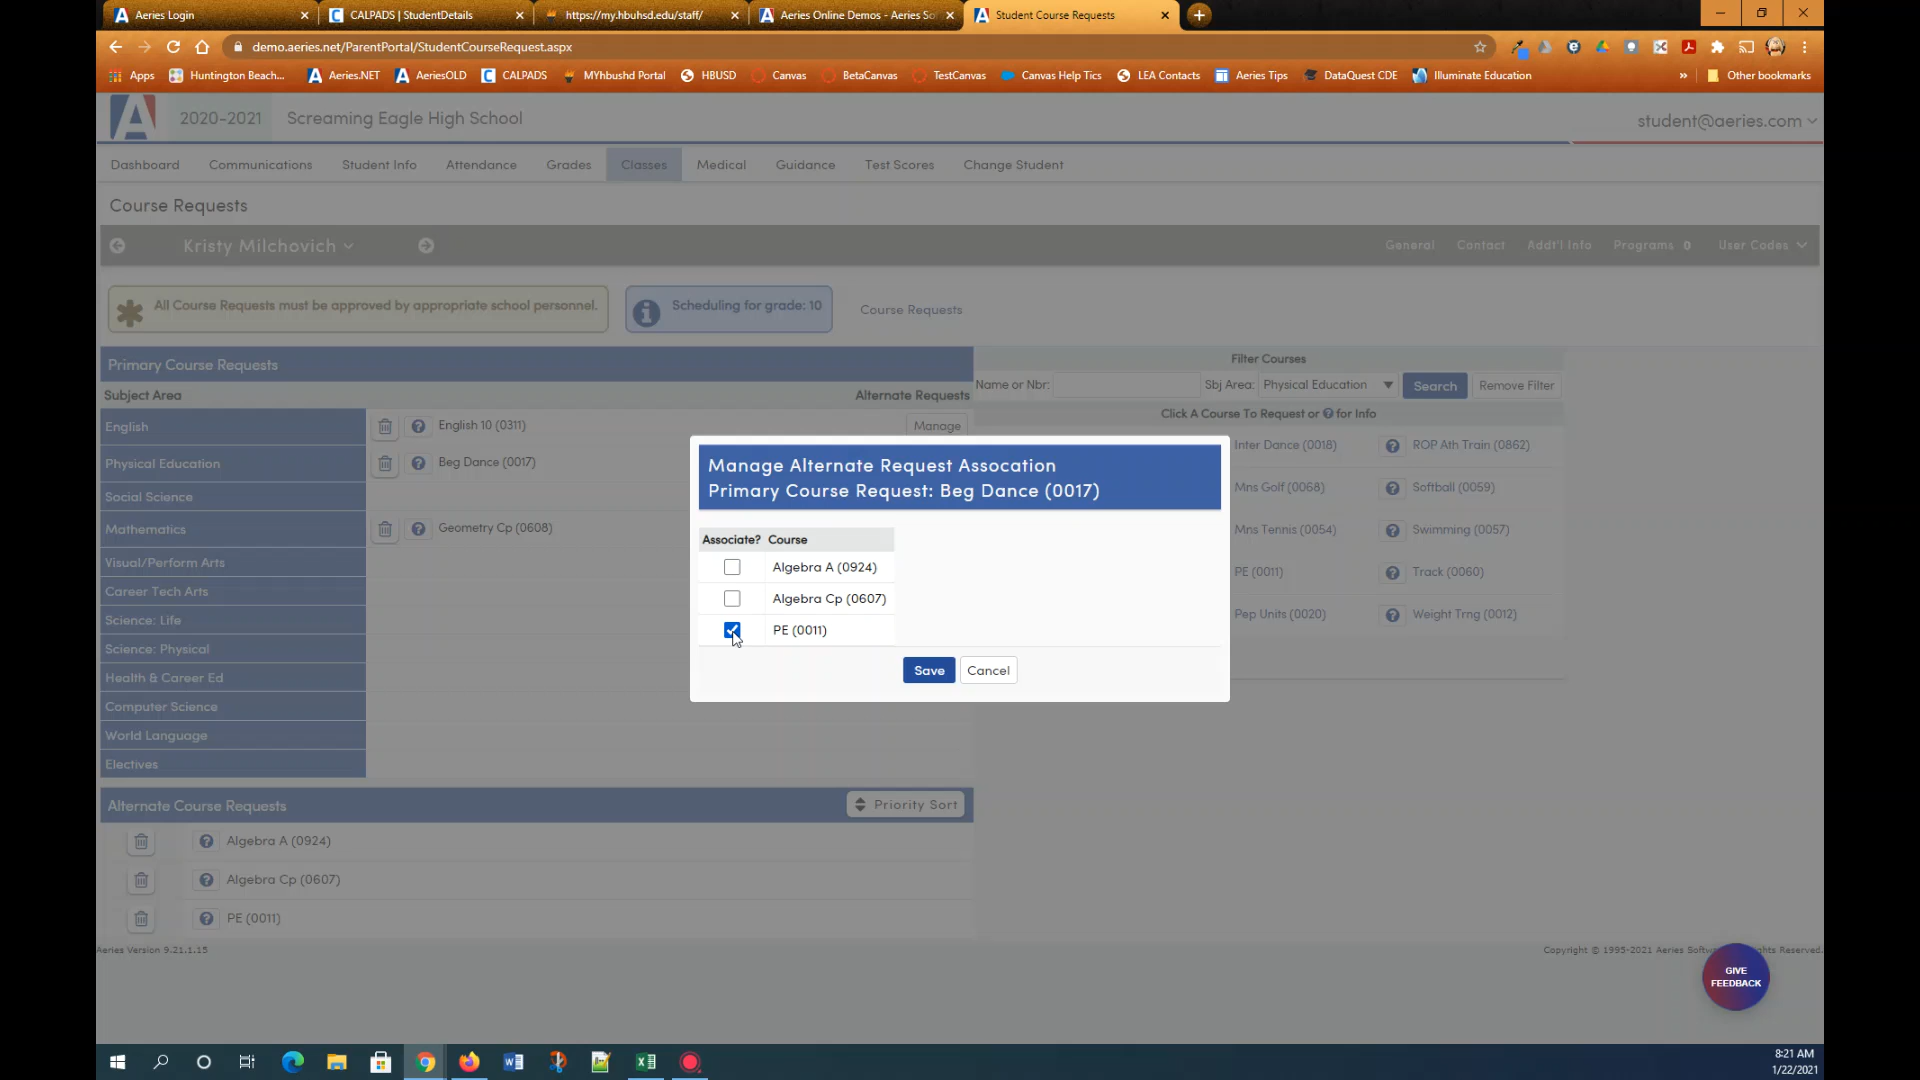 Aeries Login
CALPADS | StudentDetails
https://my.hbuhsd.edu/staff/
Aeries Online Demos - Aeries So
Student Course Requests
demo.aeries.net/ParentPortal/StudentCourseRequest.aspx
Apps
Huntington Beach...
Aeries.NET
AeriesOLD
CALPADS
MYhbushd Portal
HBUSD
Canvas
BetaCanvas
TestCanvas
Canvas Help Tics
LEA Contacts
Aeries Tips
DataQuest CDE
Illuminate Education
»
Other bookmarks
2020-2021
Screaming Eagle High School
student@aeries.com
Dashboard
Communications
Student Info
Attendance
Grades
Classes
Medical
Guidance
Test Scores
Change Student
Course Requests
Kristy Milchovich
General
Contact
Addt'l Info
Programs 0
User Codes
All Course Requests must be approved by appropriate school personnel.
Scheduling for grade: 10
Course Requests
Primary Course Requests
Subject Area
Alternate Requests
English
English 10 (0311)
Manage
Physical Education
Beg Dance (0017)
Social Science
Mathematics
Geometry Cp (0608)
Visual/Perform Arts
Career Tech Arts
Science: Life
Science: Physical
Health & Career Ed
Computer Science
World Language
Electives
Filter Courses
Name or Nbr:
Sbj Area: Physical Education
Search
Remove Filter
Click A Course To Request or ? for Info
Inter Dance (0018)
ROP Ath Train (0862)
Mns Golf (0068)
Softball (0059)
Mns Tennis (0054)
Swimming (0057)
PE (0011)
Track (0060)
Pep Units (0020)
Weight Trng (0012)
Manage Alternate Request Assocation
Primary Course Request: Beg Dance (0017)
Associate? Course
Algebra A (0924)
Algebra Cp (0607)
PE (0011)
Save
Cancel
Alternate Course Requests
Priority Sort
Algebra A (0924)
Algebra Cp (0607)
PE (0011)
Aeries Version 9.21.1.15
Copyright © 1995-2021 Aeries Softw
ghts Reserved.
GIVE
FEEDBACK
8:21 AM
1/22/2021